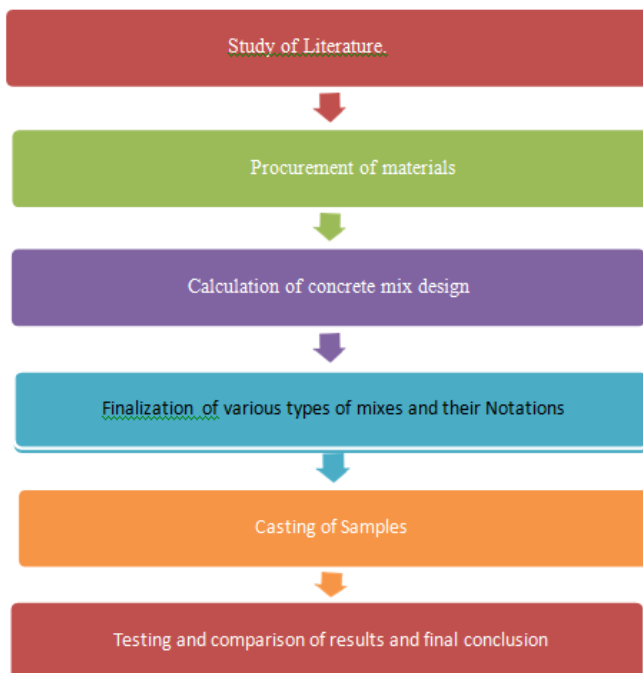 Study of Literature.
Procurement of materials
Calculation of concrete mix design
Finalization of various types of mixes and their Notations
Casting of Samples
Testing and comparison of results and final conclusion